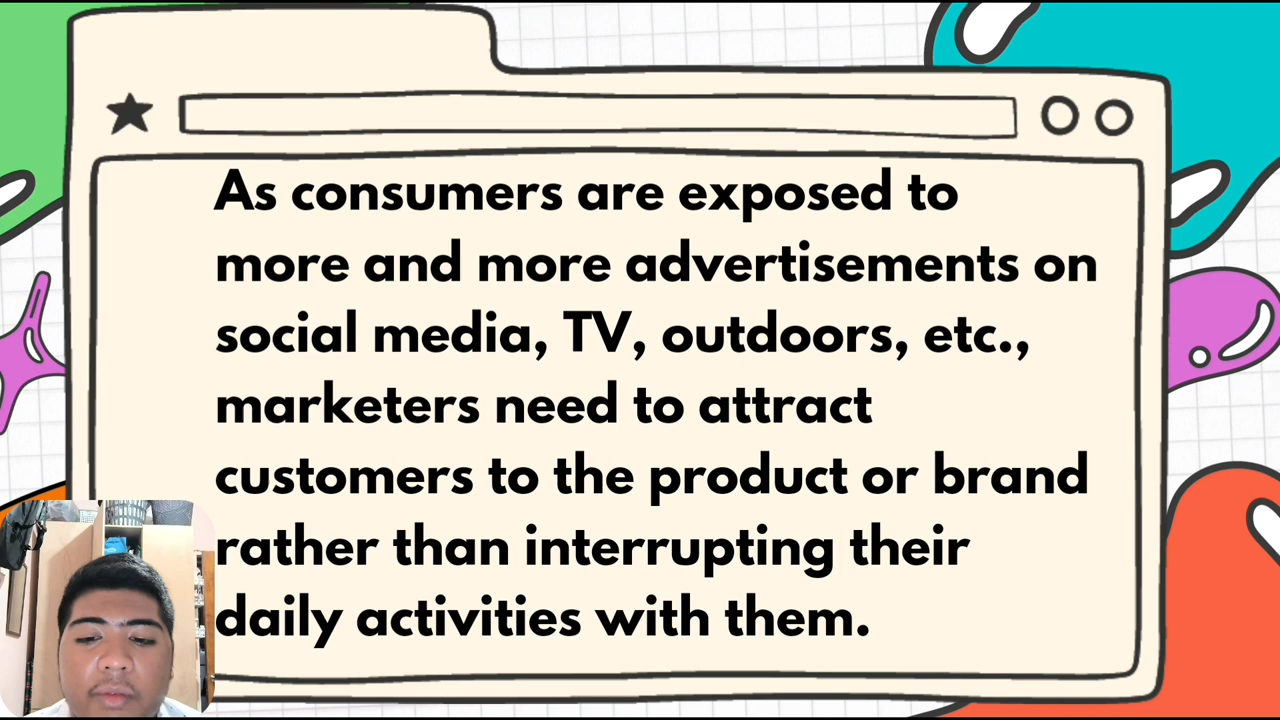 As consumers are exposed to
more and more advertisements on
social media, TV, outdoors, etc.,
marketers need to attract
customers to the product or brand
rather than interrupting their
daily activities with them.